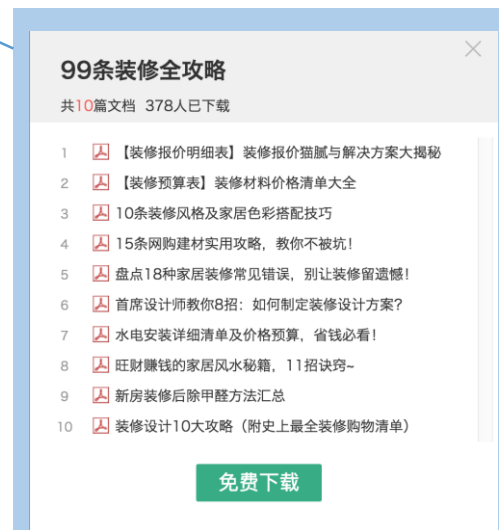 99条装修全攻略
共10篇文档 378人已下载
1 【装修报价明细表】装修报价猫腻与解决方案大揭秘
2 【装修预算表】装修材料价格清单大全
3 10条装修风格及家居色彩搭配技巧
4 15条网购建材实用攻略，教你不被坑！
5 盘点18种家居装修常见错误，别让装修留遗憾！
6 首席设计师教你8招：如何制定装修设计方案？
7 水电安装详细清单及价格预算，省钱必看！
8 旺财赚钱的家居风水秘籍，11招诀窍~
9 新房装修后除甲醛方法汇总
10 装修设计10大攻略（附史上最全装修购物清单）
免费下载